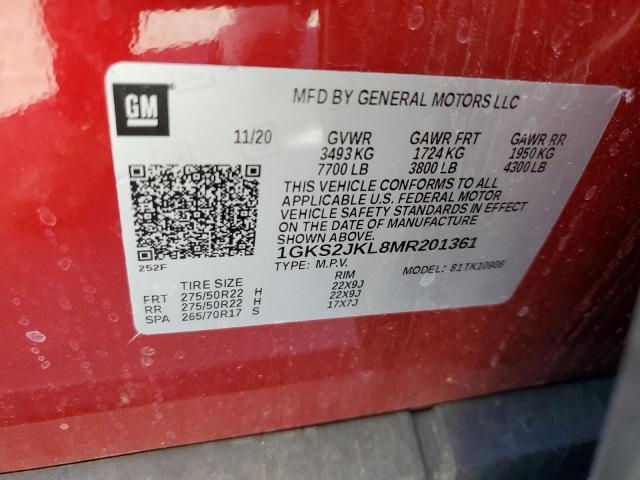 GM
MFD BY GENERAL MOTORS LLC
11/20 GVWR GAWR FRT GAWR RR
3493 KG 1724 KG 1950 KG
7700 LB 3800 LB 4300 LB
THIS VEHICLE CONFORMS TO ALL
APPLICABLE U.S. FEDERAL MOTOR
VEHICLE SAFETY STANDARDS IN EFFECT
ON THE DATE OF MANUFACTURE
SHOWN ABOVE.
1GKS2JKL8MR201361
252F TYPE: M.P.V. MODEL: 81TK10906
TIRE SIZE RIM
FRT 275/50R22 H 22X9J
RR 275/50R22 H 22X9J
SPA 265/70R17 S 17X7J